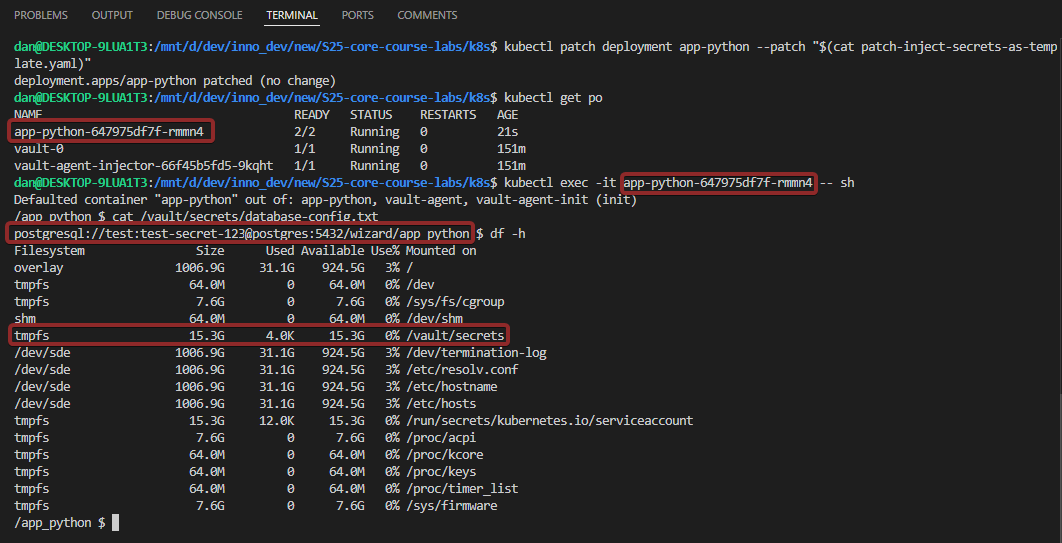 PROBLEMS OUTPUT DEBUG CONSOLE TERMINAL PORTS COMMENTS
dan@DESKTOP-9LUA1T3:/mnt/d/dev/inno_dev/new/S25-core-course-labs/k8s$ kubectl patch deployment app-python --patch "$(cat patch-inject-secrets-as-temp
late.yaml)"
deployment.apps/app-python patched (no change)
dan@DESKTOP-9LUA1T3:/mnt/d/dev/inno_dev/new/S25-core-course-labs/k8s$ kubectl get po
NAME READY STATUS RESTARTS AGE
app-python-647975df7f-rmmn4 2/2 Running 0 21s
vault-0 1/1 Running 0 151m
vault-agent-injector-66f45b5fd5-9kqht 1/1 Running 0 151m
dan@DESKTOP-9LUA1T3:/mnt/d/dev/inno_dev/new/S25-core-course-labs/k8s$ kubectl exec -it app-python-647975df7f-rmmn4 -- sh
Defaulted container "app-python" out of: app-python, vault-agent, vault-agent-init (init)
/app_python $ cat /vault/secrets/database-config.txt
postgresql://test:test-secret-123@postgres:5432/wizard/app_python $ df -h
Filesystem Size Used Available Use% Mounted on
overlay 1006.9G 31.1G 924.5G 3% /
tmpfs 64.0M 0 64.0M 0% /dev
tmpfs 7.6G 0 7.6G 0% /sys/fs/cgroup
shm 64.0M 0 64.0M 0% /dev/shm
tmpfs 15.3G 4.0K 15.3G 0% /vault/secrets
/dev/sde 1006.9G 31.1G 924.5G 3% /dev/termination-log
/dev/sde 1006.9G 31.1G 924.5G 3% /etc/resolv.conf
/dev/sde 1006.9G 31.1G 924.5G 3% /etc/hostname
/dev/sde 1006.9G 31.1G 924.5G 3% /etc/hosts
tmpfs 15.3G 12.0K 15.3G 0% /run/secrets/kubernetes.io/serviceaccount
tmpfs 7.6G 0 7.6G 0% /proc/acpi
tmpfs 64.0M 0 64.0M 0% /proc/kcore
tmpfs 64.0M 0 64.0M 0% /proc/keys
tmpfs 64.0M 0 64.0M 0% /proc/timer_list
tmpfs 7.6G 0 7.6G 0% /sys/firmware
/app_python $